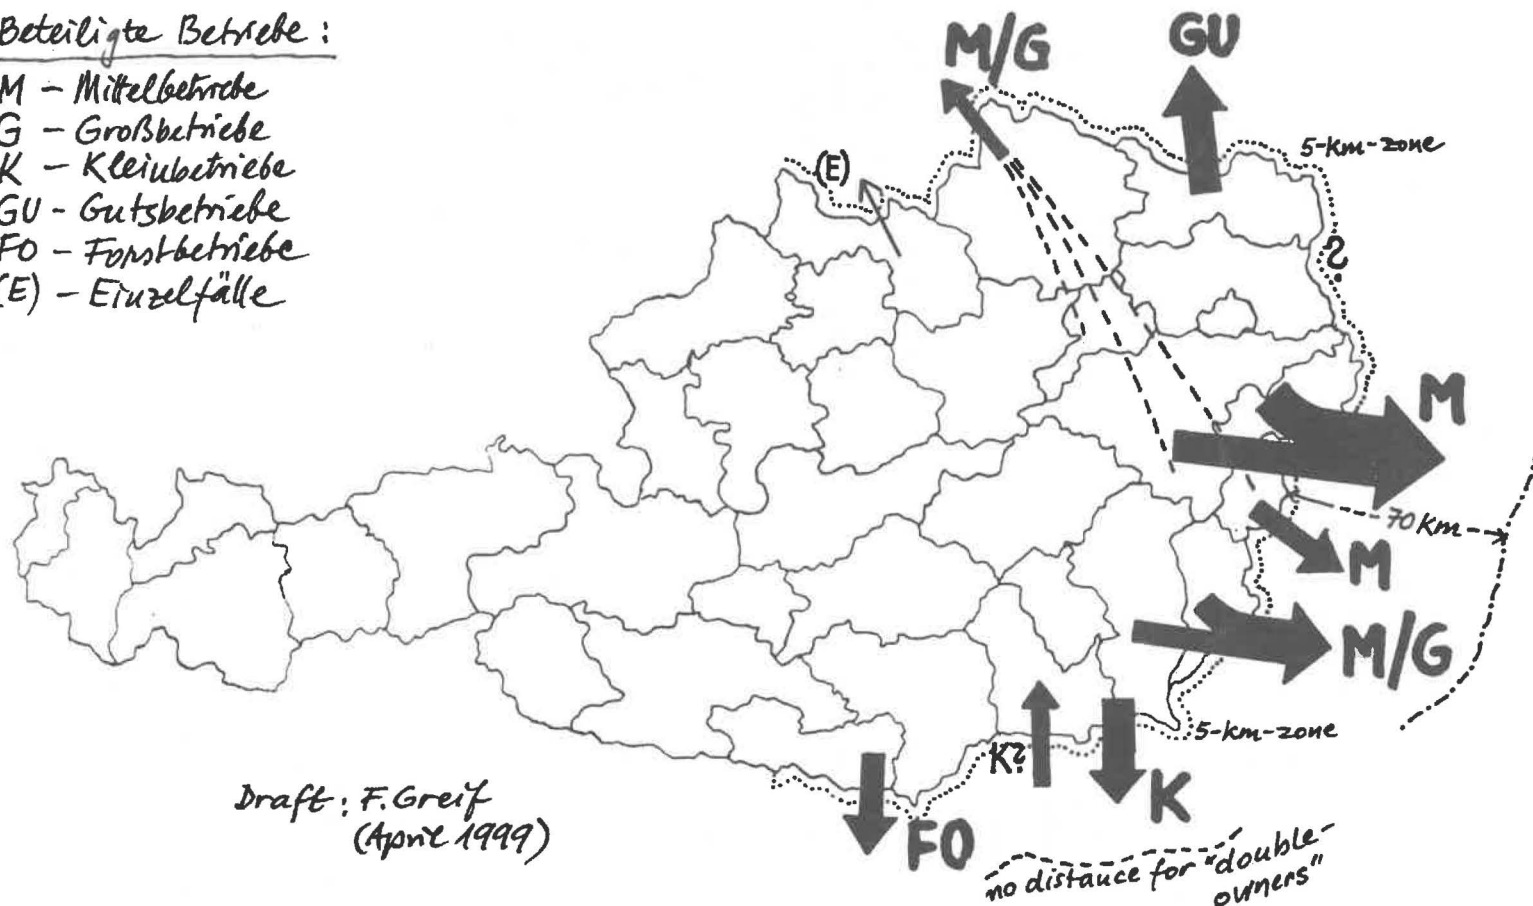 Beteiligte Betriebe:
M – Mittelbetriebe
G – Großbetriebe
K – Kleinbetriebe
GU – Gutsbetriebe
FO – Forstbetriebe
(E) – Einzelfälle
M/G
GU
5-km-zone
(E)
?
M
70 km
M
M/G
5-km-zone
K?
K
FO
Draft: F. Greif
(April 1999)
no distance for "double-
owners"